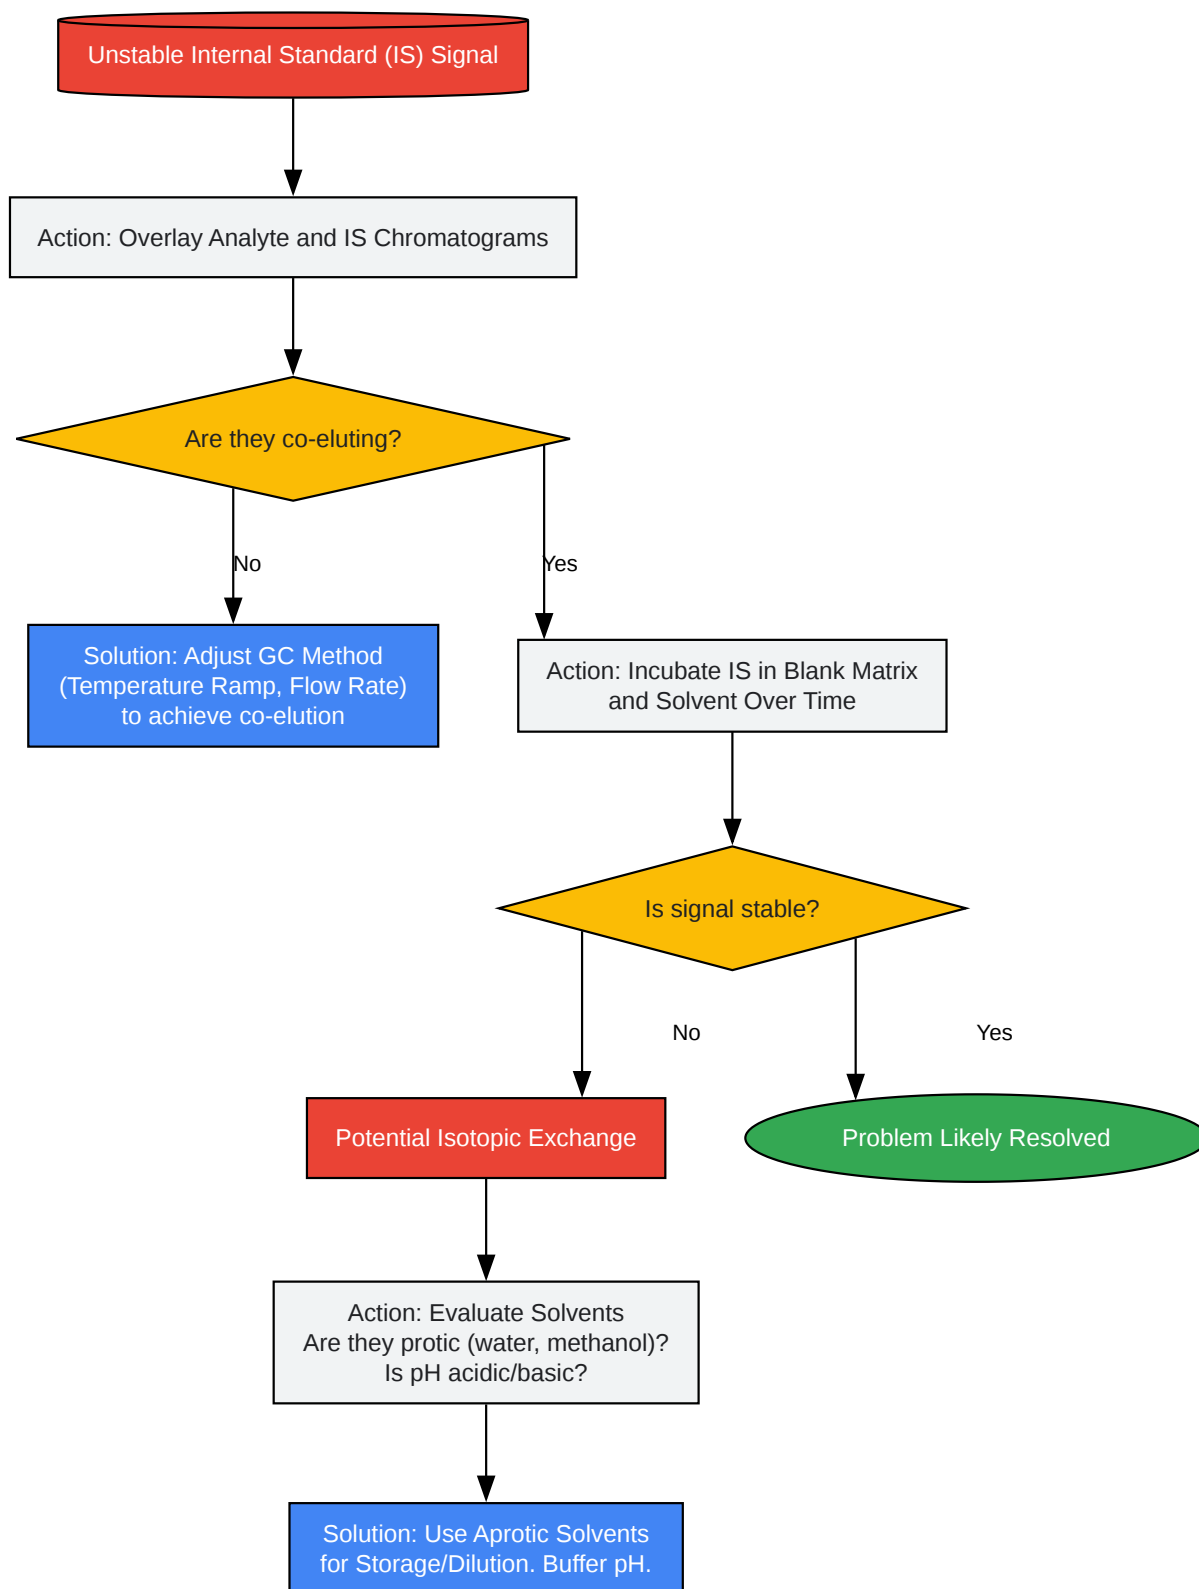 Unstable Internal Standard (IS) Signal
Action: Overlay Analyte and IS Chromatograms
Are they co-eluting?
No
Yes
Solution: Adjust GC Method
(Temperature Ramp, Flow Rate)
to achieve co-elution
Action: Incubate IS in Blank Matrix
and Solvent Over Time
Is signal stable?
No
Yes
Potential Isotopic Exchange
Problem Likely Resolved
Action: Evaluate Solvents
Are they protic (water, methanol)?
Is pH acidic/basic?
Solution: Use Aprotic Solvents
for Storage/Dilution. Buffer pH.